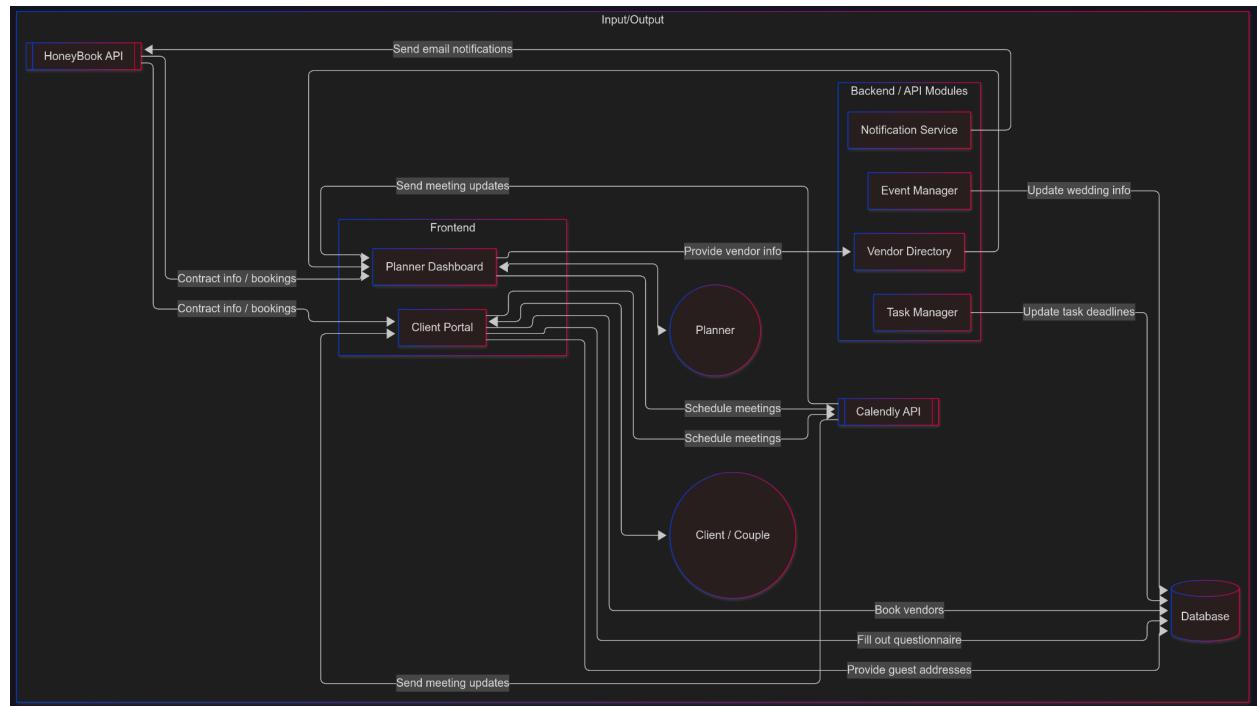 Input/Output
HoneyBook API
Send email notifications
Backend / API Modules
Notification Service
Send meeting updates
Event Manager
Update wedding info
Frontend
Planner Dashboard
Provide vendor info
Vendor Directory
Contract info / bookings
Contract info / bookings
Client Portal
Planner
Task Manager
Update task deadlines
Schedule meetings
Calendly API
Schedule meetings
Client / Couple
Book vendors
Database
Fill out questionnaire
Provide guest addresses
Send meeting updates